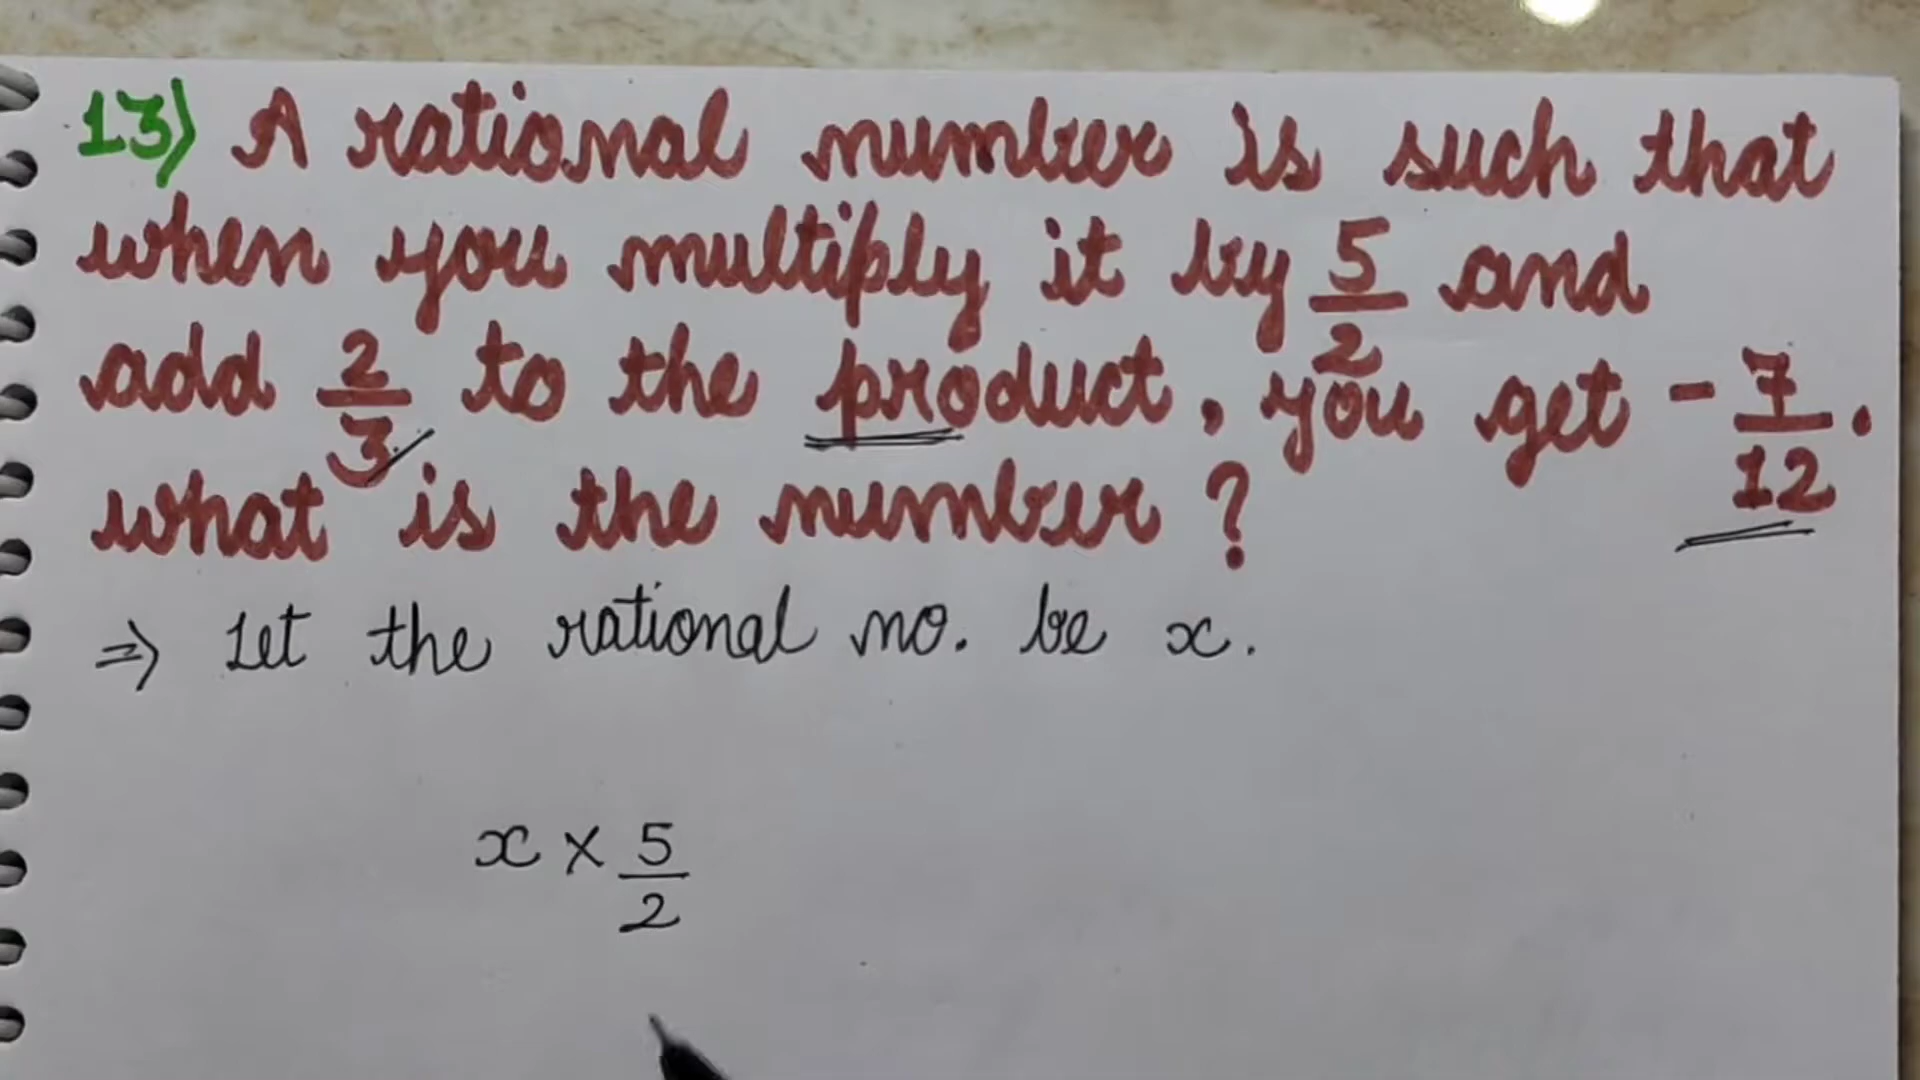 13) A rational number is such that
when you multiply it by 5/2 and
add 2/3 to the product, you get - 7/12.
what is the number?
⇒ Let the rational no. be x.
x × 5/2